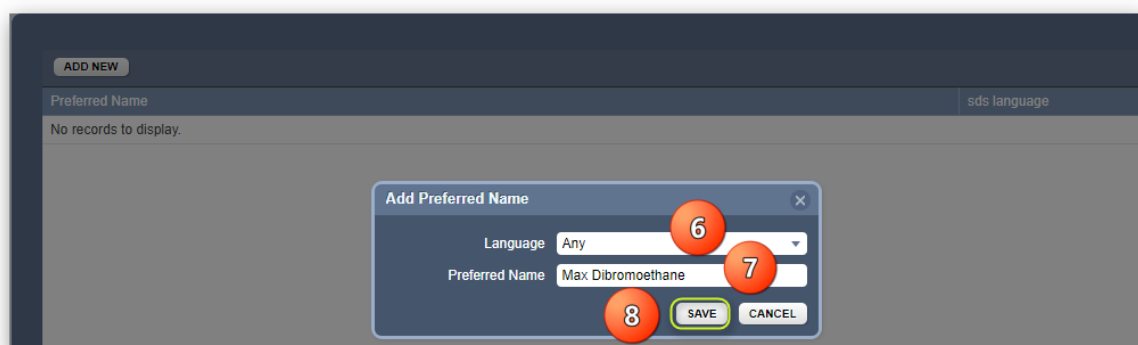 ADD NEW
Preferred Name sds language
No records to display.
Add Preferred Name
6
Language Any
7
Preferred Name Max Dibromoethane
8
SAVE CANCEL